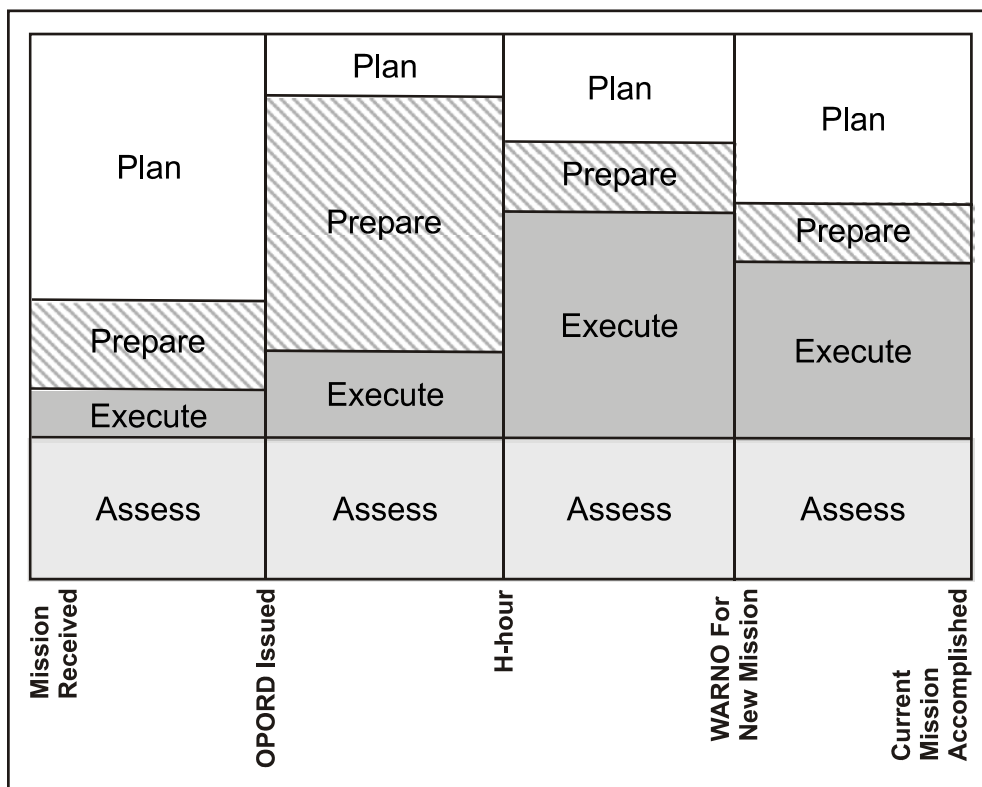 Plan
Prepare
Execute
Assess
Plan
Prepare
Execute
Assess
Plan
Prepare
Execute
Assess
Plan
Prepare
Execute
Assess
Mission
Received
OPORD Issued
H-hour
WARNO For
New Mission
Current
Mission
Accomplished